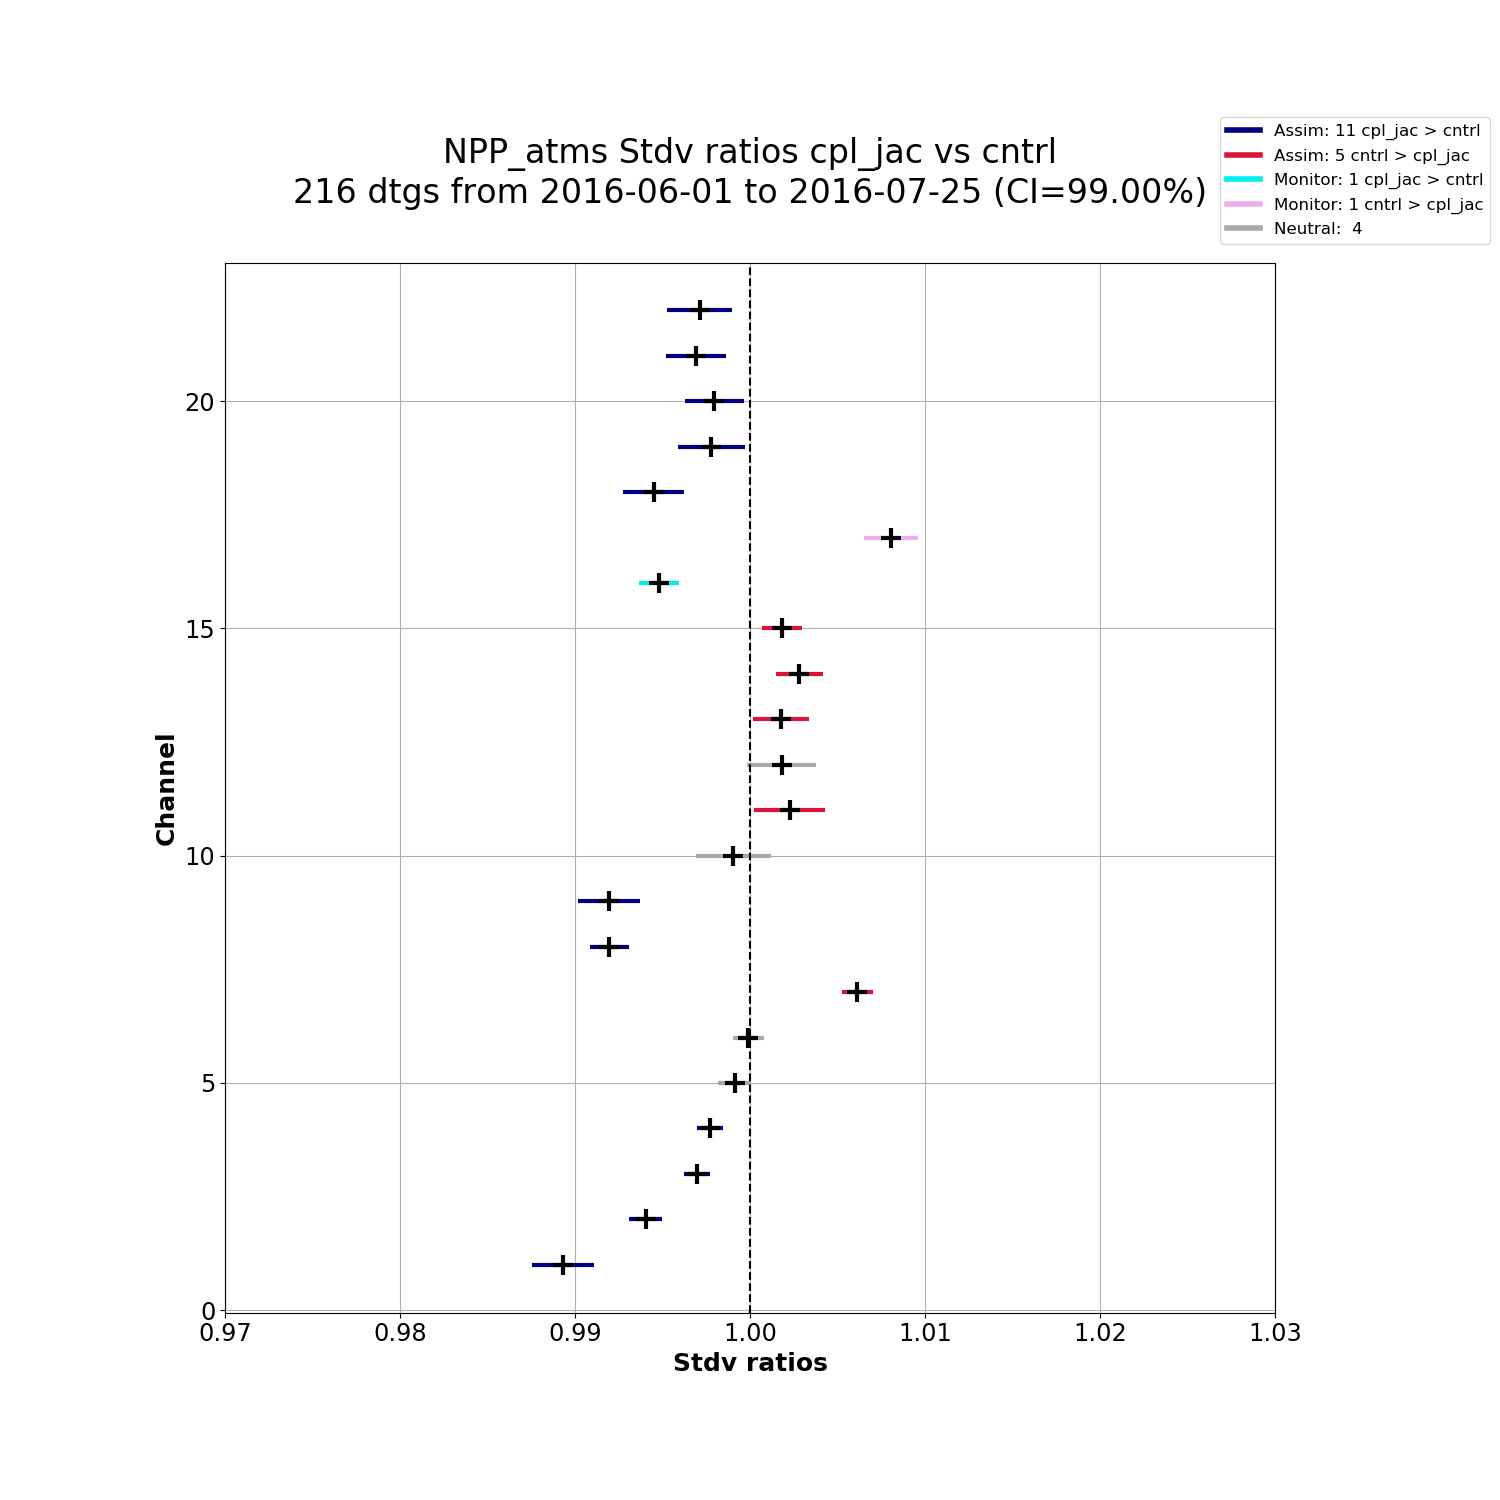 NPP_atms Stdv ratios cpl_jac vs cntrl
216 dtgs from 2016-06-01 to 2016-07-25 (CI=99.00%)
Assim: 11 cpl_jac > cntrl
Assim: 5 cntrl > cpl_jac
Monitor: 1 cpl_jac > cntrl
Monitor: 1 cntrl > cpl_jac
Neutral:  4
Channel
20
15
10
5
0
0.97 0.98 0.99 1.00 1.01 1.02 1.03
Stdv ratios